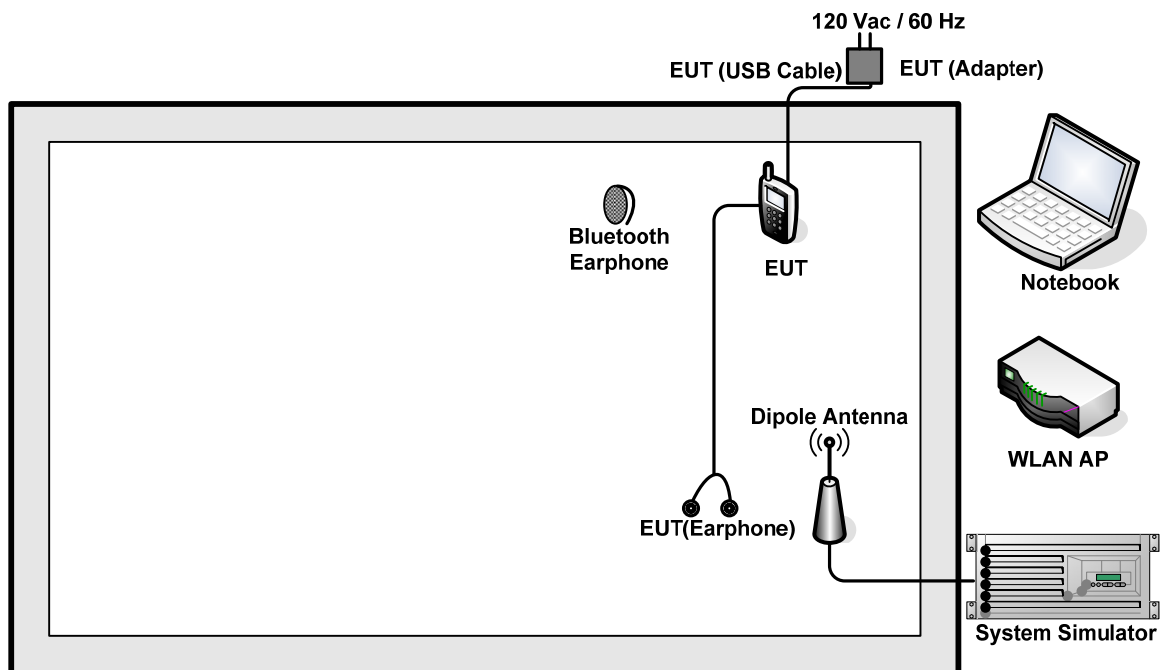 120 Vac / 60 Hz
EUT (USB Cable)
EUT (Adapter)
Bluetooth
Earphone
EUT
Notebook
Dipole Antenna
WLAN AP
EUT(Earphone)
System Simulator